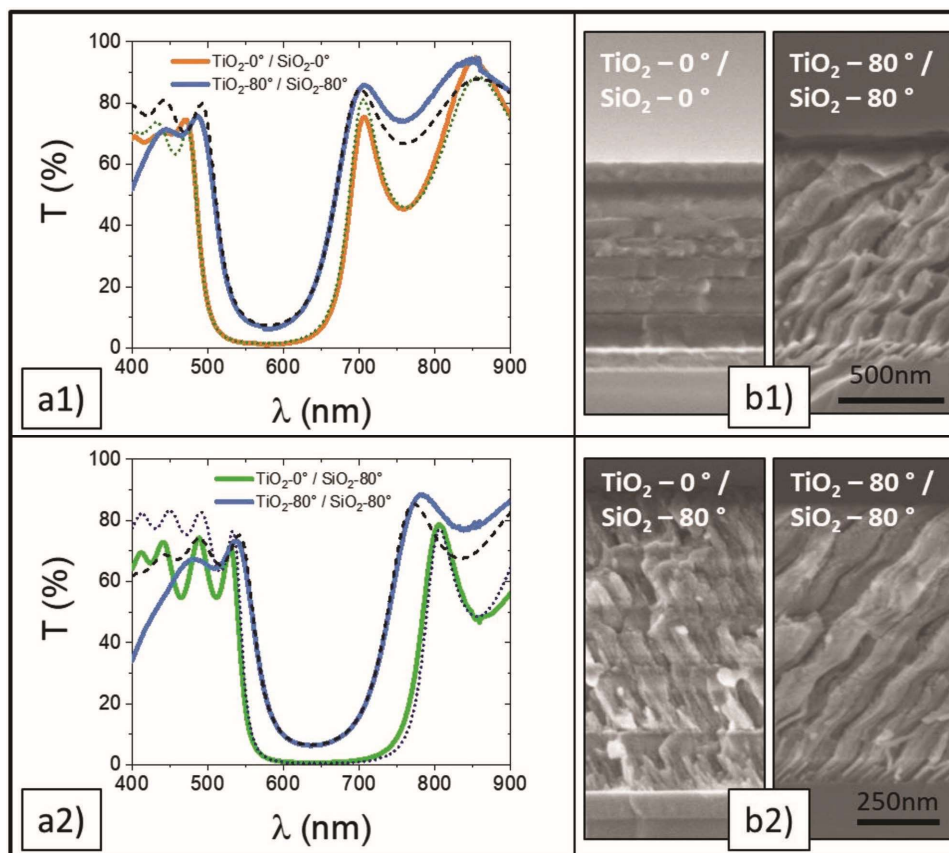 100
80
60
40
20
0
T (%)
TiO₂-0° / SiO₂-0°
TiO₂-80° / SiO₂-80°
400 500 600 700 800 900
λ (nm)
a1)
TiO₂ – 0 ° /
SiO₂ – 0 °
TiO₂ – 80 ° /
SiO₂ – 80 °
500nm
b1)
100
80
60
40
20
0
T (%)
TiO₂-0° / SiO₂-80°
TiO₂-80° / SiO₂-80°
400 500 600 700 800 900
λ (nm)
a2)
TiO₂ – 0 ° /
SiO₂ – 80 °
TiO₂ – 80 ° /
SiO₂ – 80 °
250nm
b2)